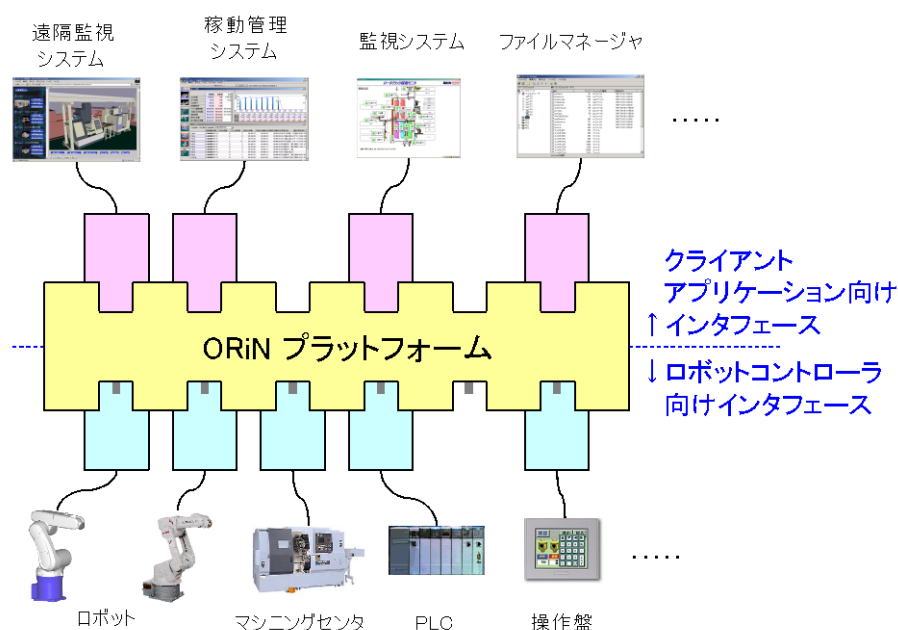 遠隔監視
システム
稼動管理
システム
監視システム
ファイルマネージャ
・・・・・
クライアント
アプリケーション向け
↑インタフェース
ORiN プラットフォーム
↓ロボットコントローラ
向けインタフェース
・・・・・
ロボット
マシニングセンタ
PLC
操作盤